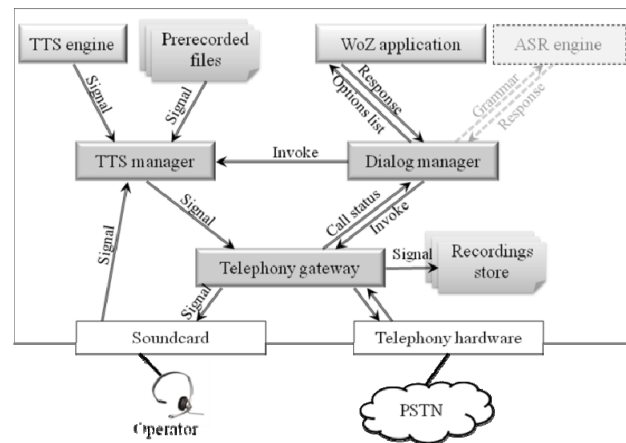 TTS engine
Prerecorded
files
WoZ application
ASR engine
Signal
Signal
Response
Options list
Grammar
Response
TTS manager
Invoke
Dialog manager
Signal
Signal
Call status
Invoke
Telephony gateway
Signal
Recordings
store
Signal
Soundcard
Telephony hardware
Operator
PSTN